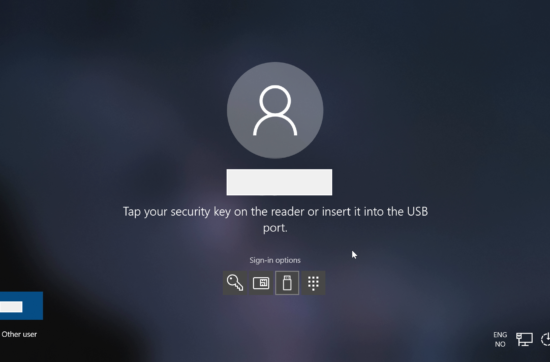 Tap your security key on the reader or insert it into the USB
port.
Sign-in options
Other user
ENG
NO